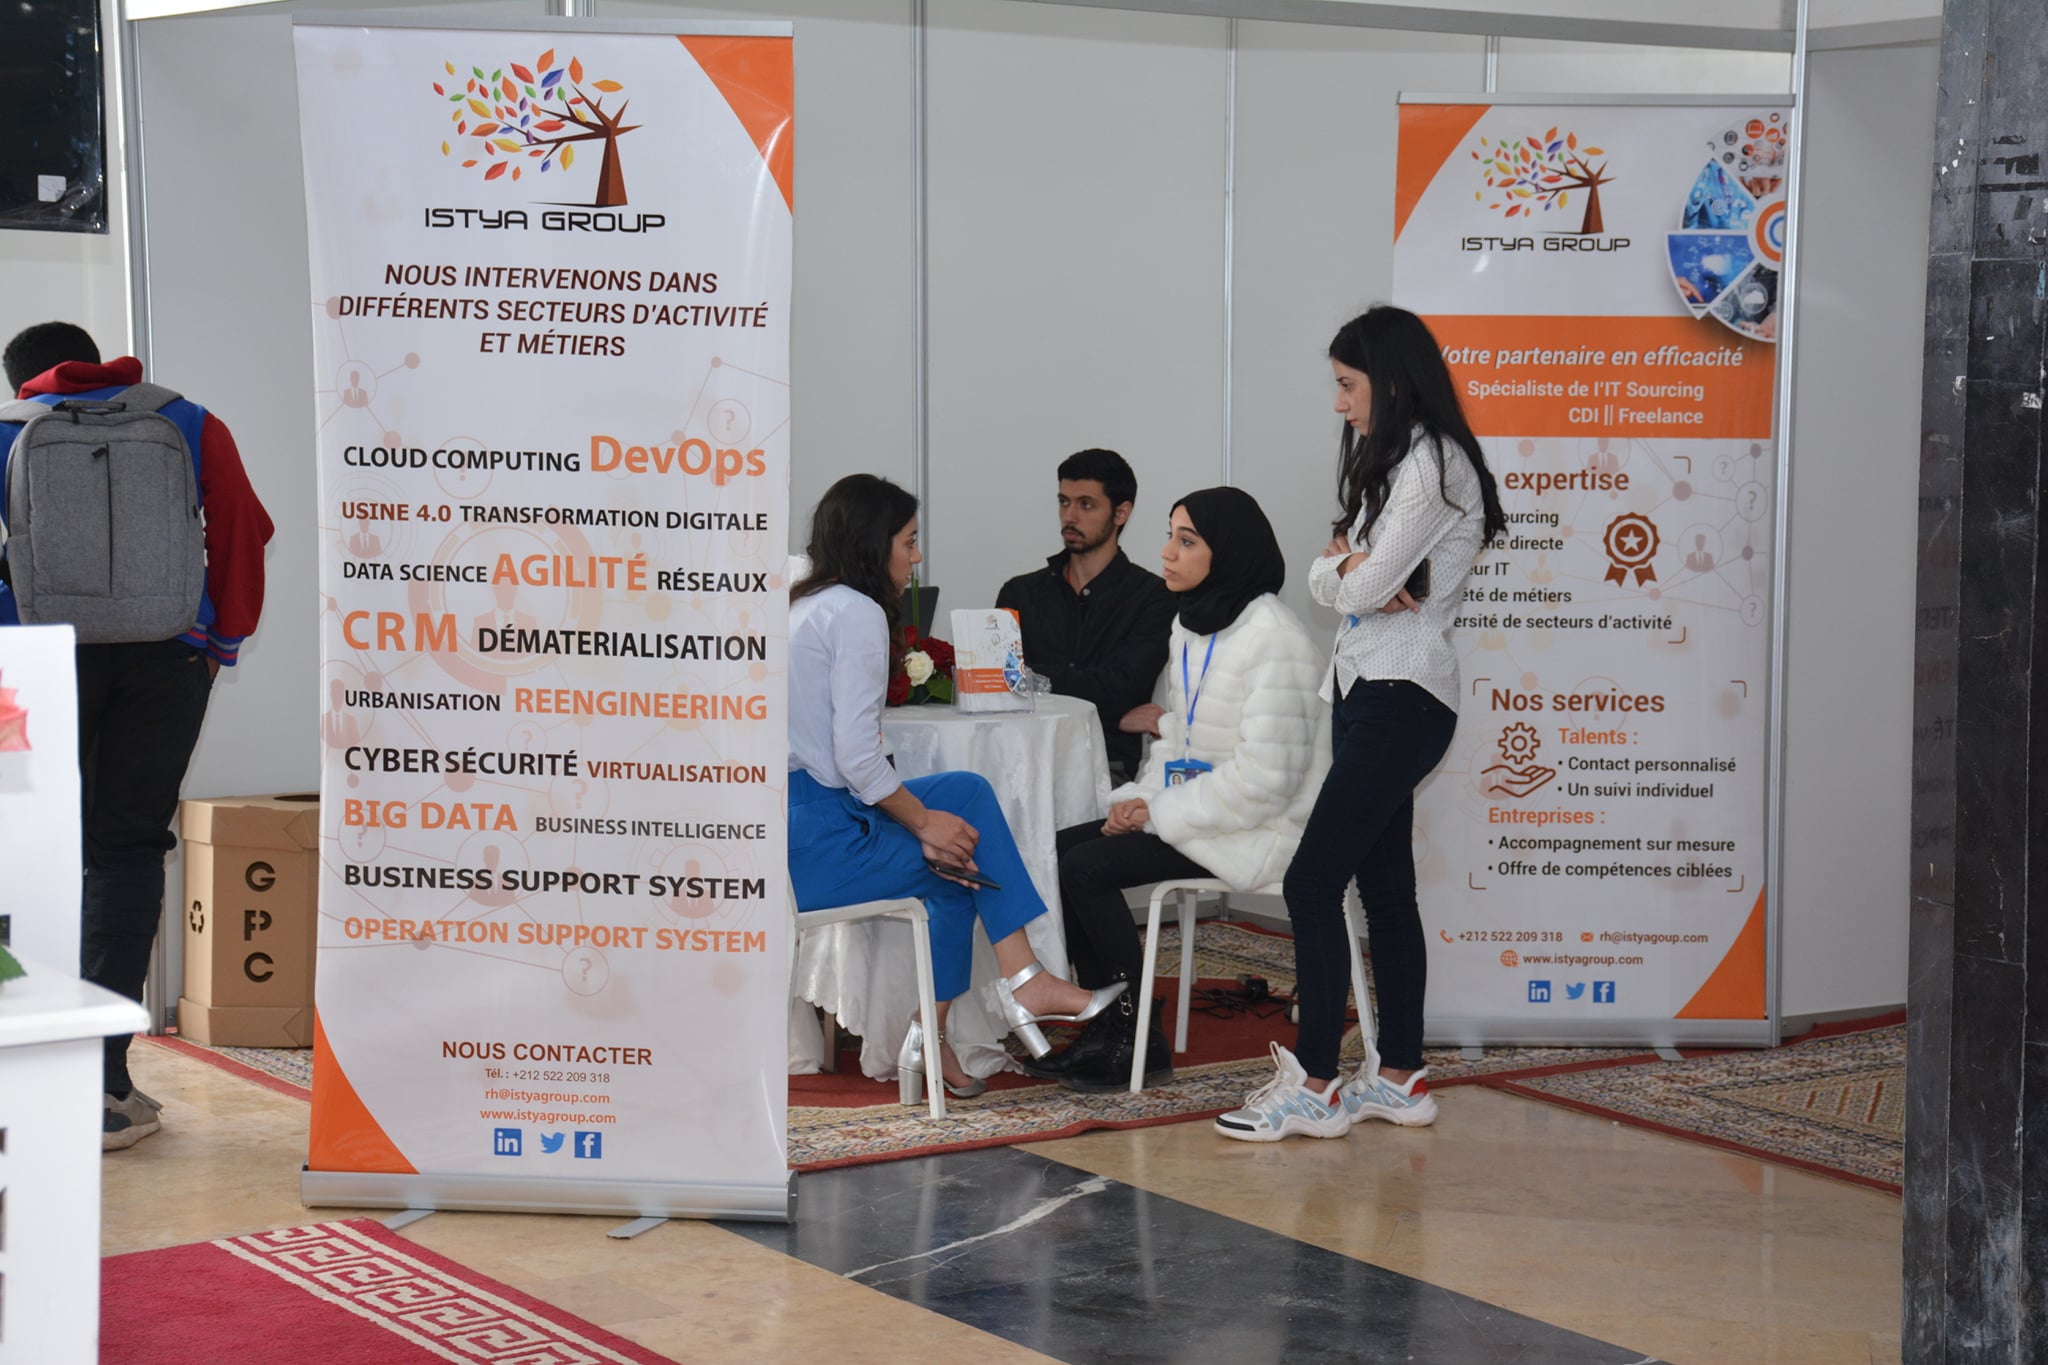 ISTYA GROUP
NOUS INTERVENONS DANS
DIFFÉRENTS SECTEURS D'ACTIVITÉ
ET MÉTIERS
CLOUD COMPUTING DevOps
USINE 4.0 TRANSFORMATION DIGITALE
DATA SCIENCE AGILITÉ RÉSEAUX
CRM DÉMATERIALISATION
URBANISATION REENGINEERING
CYBER SÉCURITÉ VIRTUALISATION
BIG DATA BUSINESS INTELLIGENCE
BUSINESS SUPPORT SYSTEM
OPERATION SUPPORT SYSTEM
NOUS CONTACTER
Tél. : +212 522 209 318
rh@istyagroup.com
www.istyagroup.com
GPC
ISTYA GROUP
Votre partenaire en efficacité
Spécialiste de l'IT Sourcing
CDI || Freelance
expertise
directe
IT
de métiers
de secteurs d'activité
Nos services
Talents :
• Contact personnalisé
• Un suivi individuel
Entreprises :
• Accompagnement sur mesure
• Offre de compétences ciblées
+212 522 209 318 rh@istyagoup.com
www.istyagroup.com